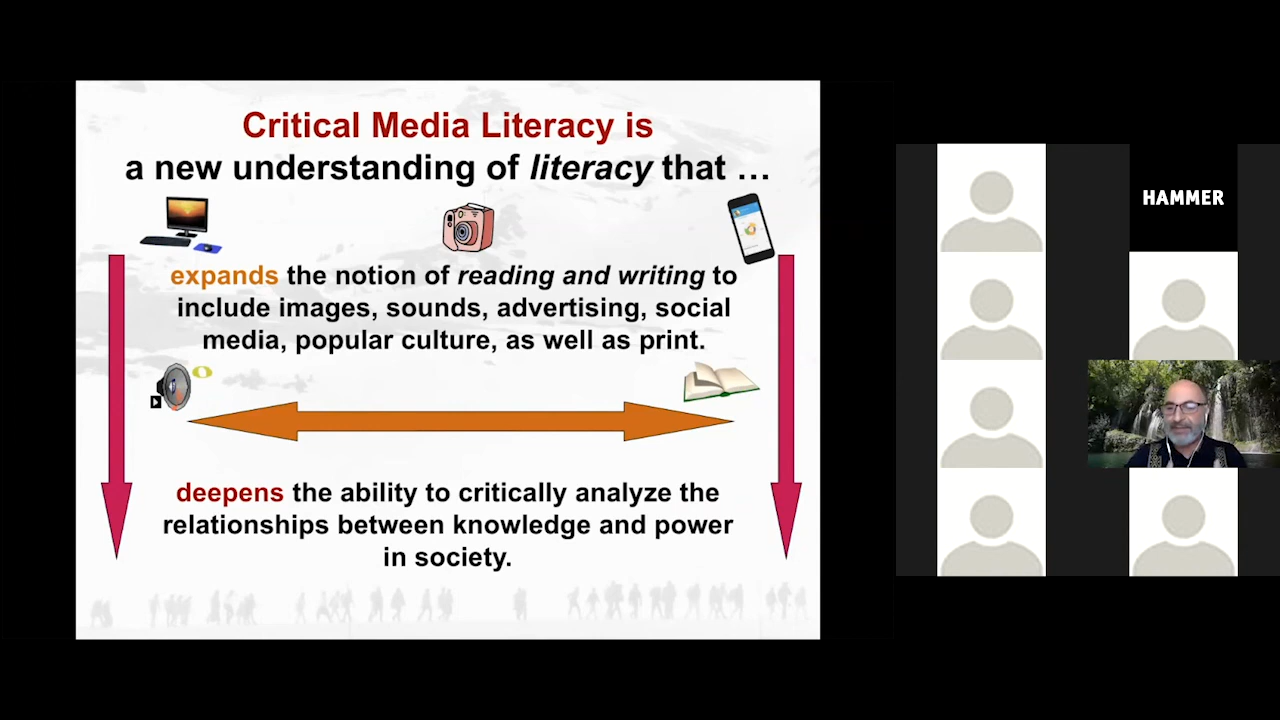 Critical Media Literacy is
a new understanding of literacy that …
expands the notion of reading and writing to
include images, sounds, advertising, social
media, popular culture, as well as print.
deepens the ability to critically analyze the
relationships between knowledge and power
in society.
HAMMER